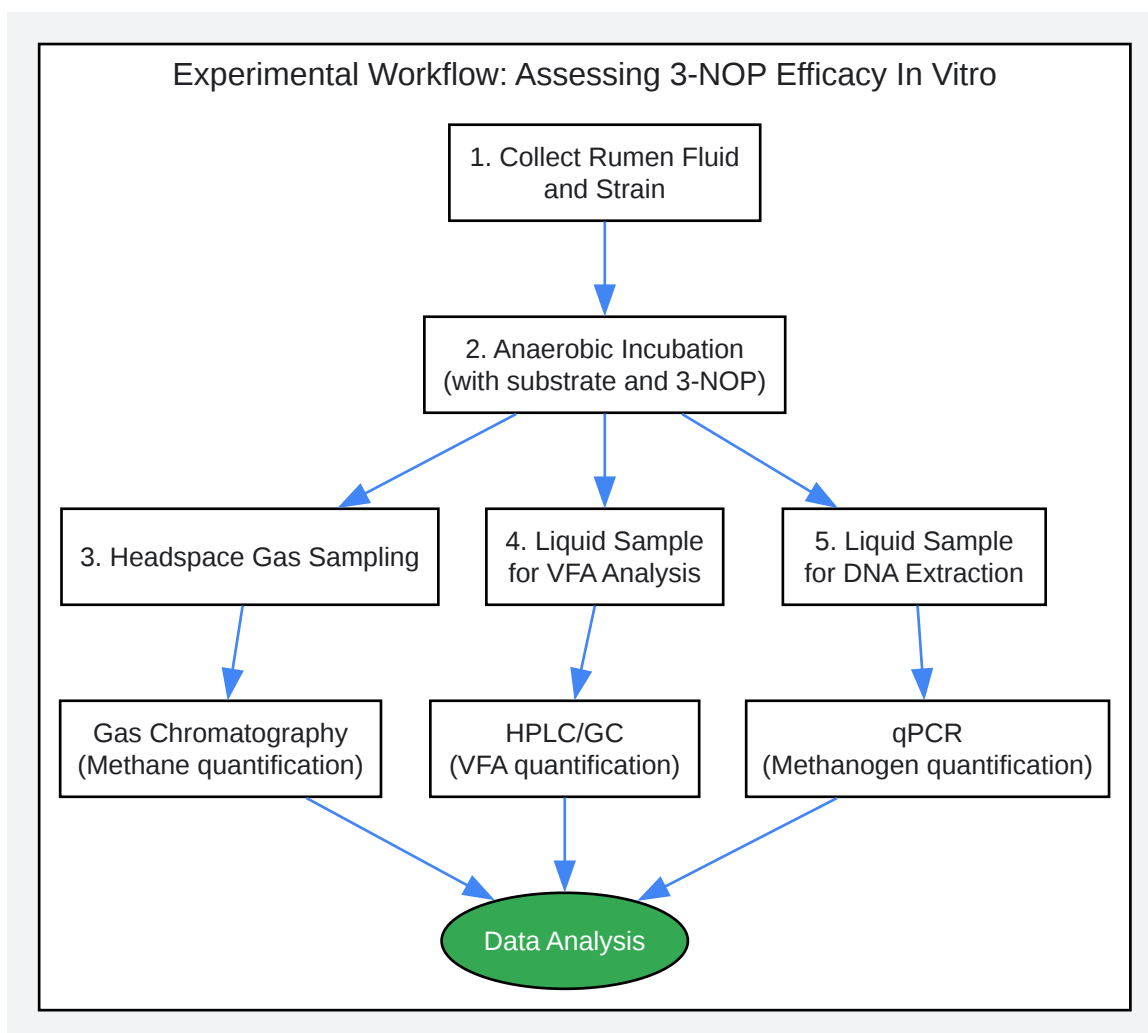 Experimental Workflow: Assessing 3-NOP Efficacy In Vitro
1. Collect Rumen Fluid
and Strain
2. Anaerobic Incubation
(with substrate and 3-NOP)
3. Headspace Gas Sampling
4. Liquid Sample
for VFA Analysis
5. Liquid Sample
for DNA Extraction
Gas Chromatography
(Methane quantification)
HPLC/GC
(VFA quantification)
qPCR
(Methanogen quantification)
Data Analysis